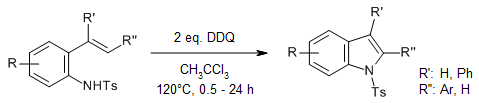 R'
R"
R
NHTs
2 eq. DDQ
CH3CCl3
120°C, 0.5 - 24 h
R'
R"
R
N
Ts
R': H, Ph
R": Ar, H